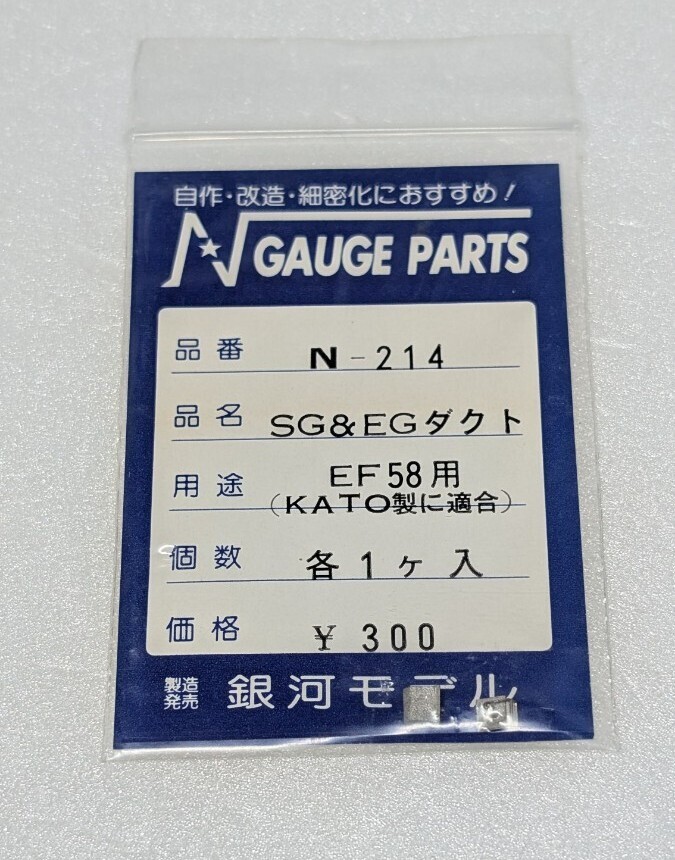 自作・改造・細密化におすすめ！
N GAUGE PARTS
品番 N-214
品名 SG&EGダクト
用途 EF58用
（KATO製に適合）
個数 各1ヶ入
価格 ¥300
製造
発売 銀河モデル